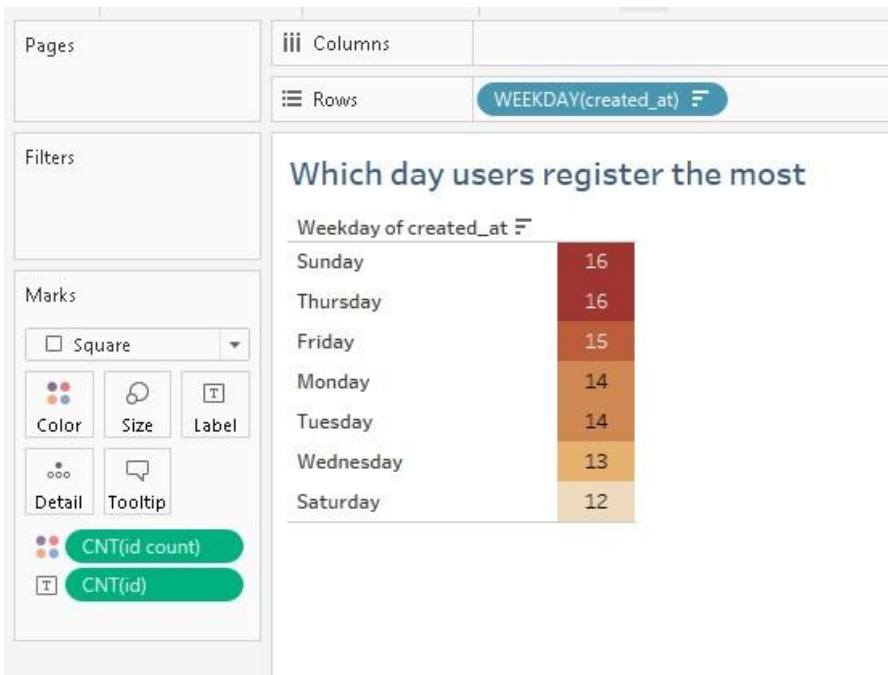 Pages
iii Columns
Rows
WEEKDAY(created_at)
Filters
Which day users register the most
Weekday of created_at
Sunday 16
Thursday 16
Friday 15
Monday 14
Tuesday 14
Wednesday 13
Saturday 12
Marks
Square
Color
Size
T
Label
Detail
Tooltip
CNT(id count)
T CNT(id)